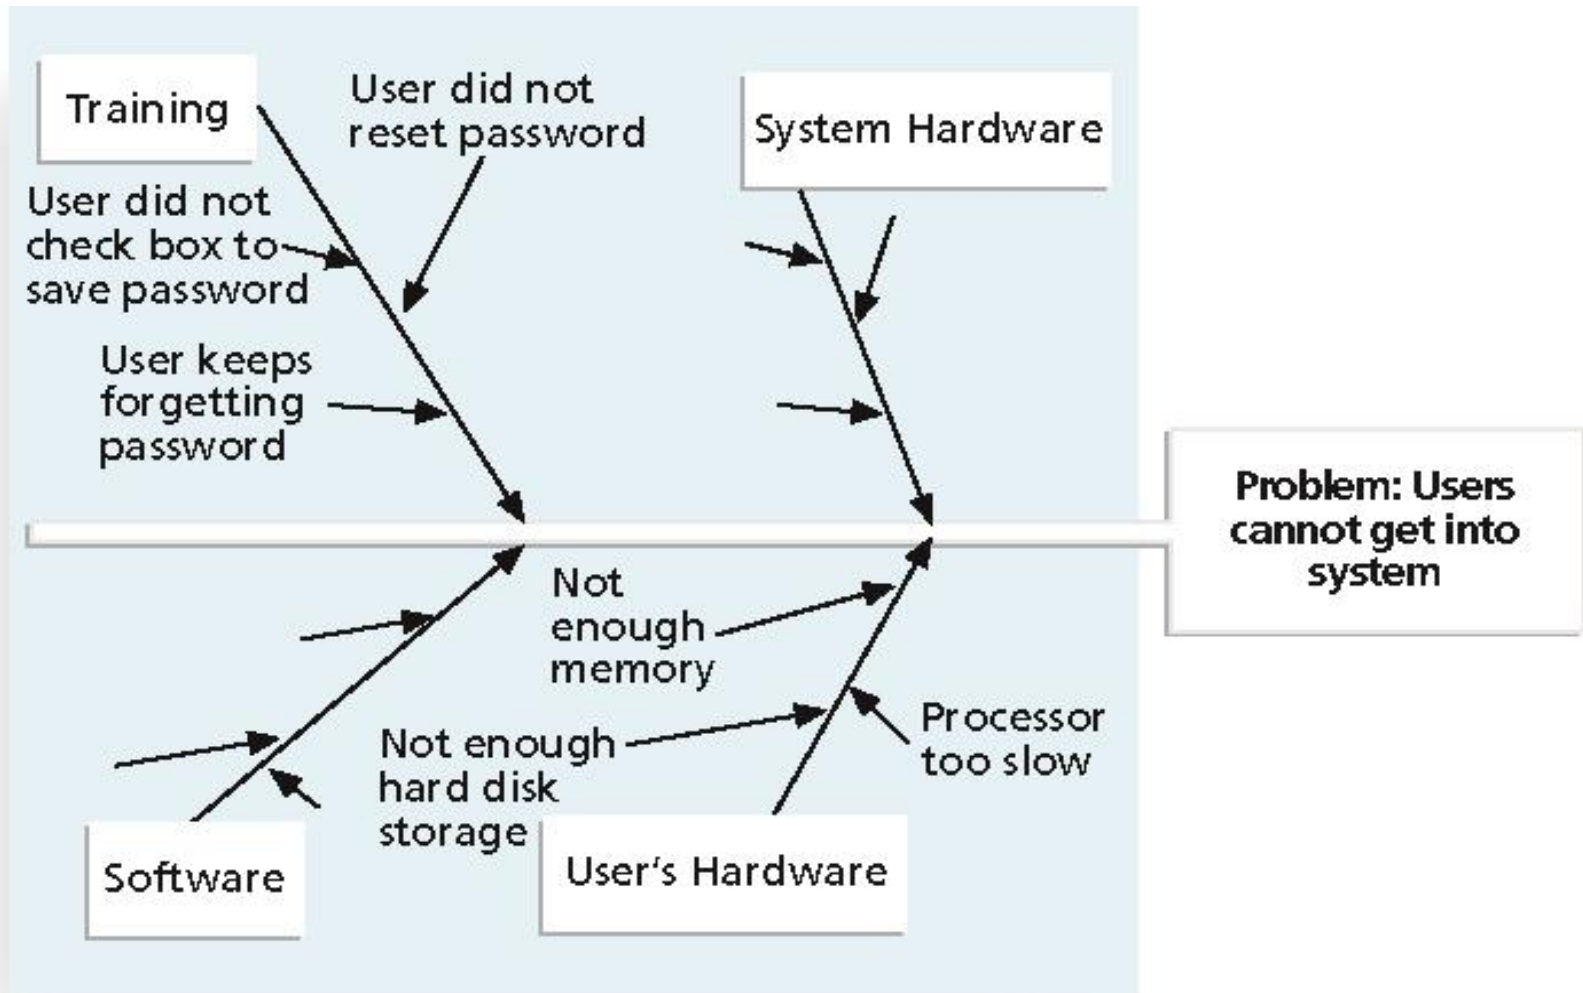 Training
User did not
reset password
System Hardware
User did not
check box to
save password
User keeps
forgetting
password
Problem: Users
cannot get into
system
Not
enough
memory
Not enough
hard disk
storage
Processor
too slow
Software
User's Hardware